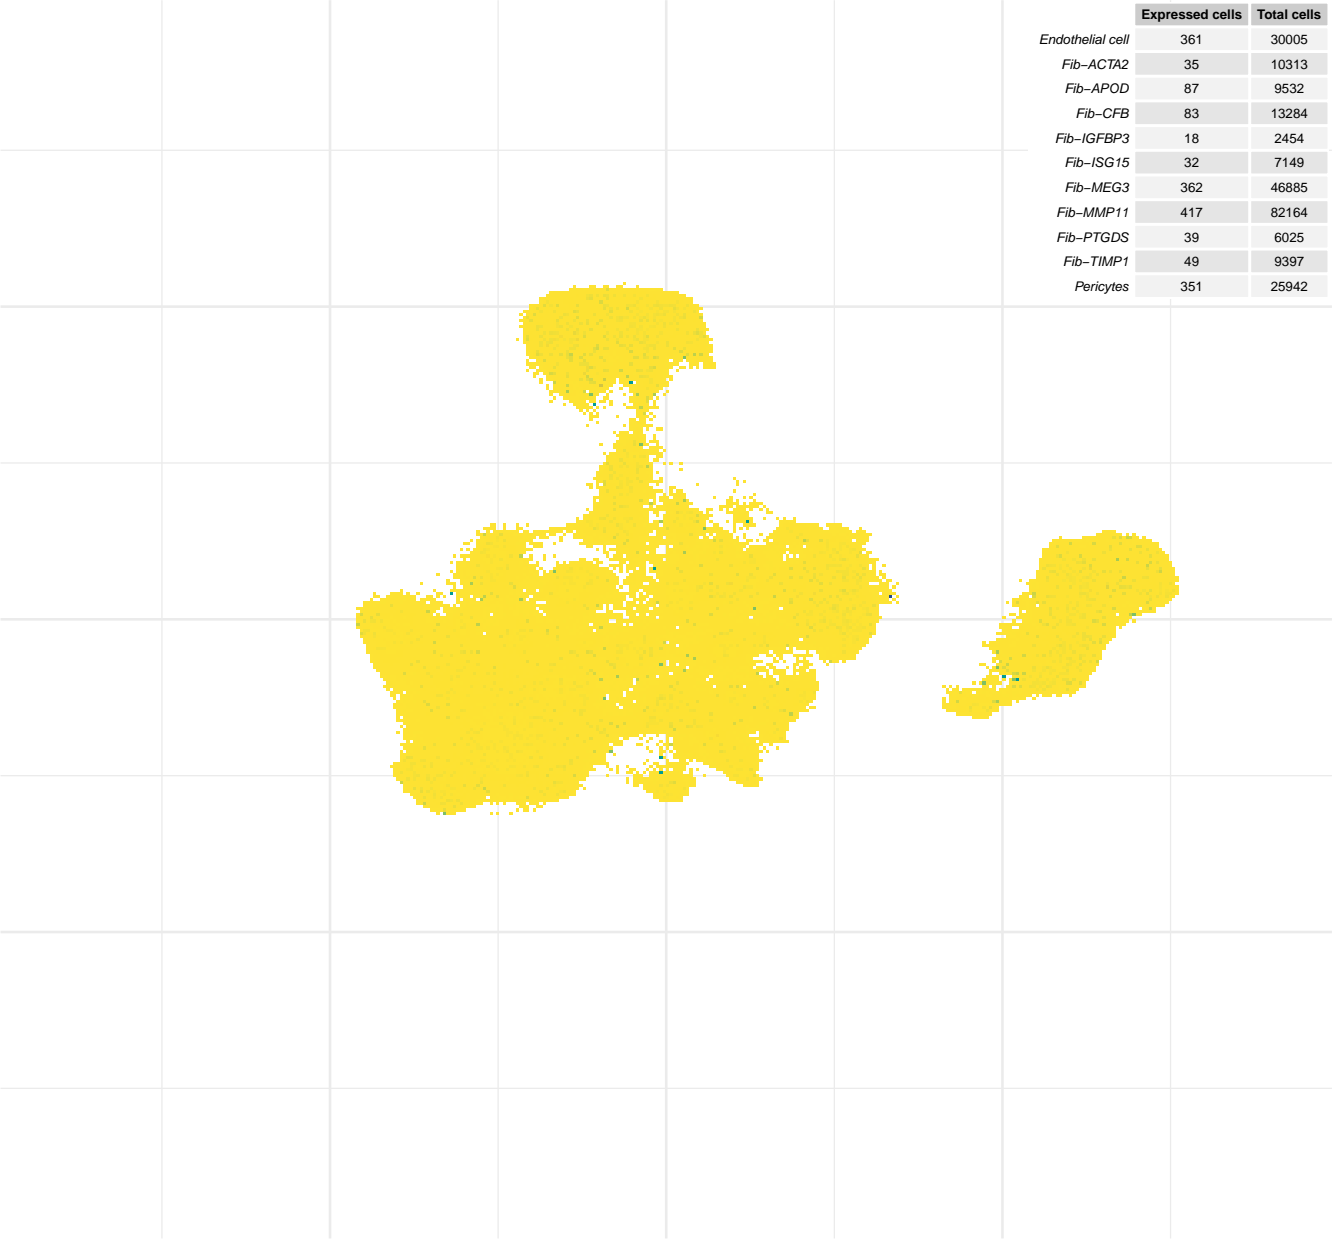 Expressed cells Total cells
Endothelial cell 361 30005
Fib−ACTA2 35 10313
Fib−APOD 87 9532
Fib−CFB 83 13284
Fib−IGFBP3 18 2454
Fib−ISG15 32 7149
Fib−MEG3 362 46885
Fib−MMP11 417 82164
Fib−PTGDS 39 6025
Fib−TIMP1 49 9397
Pericytes 351 25942